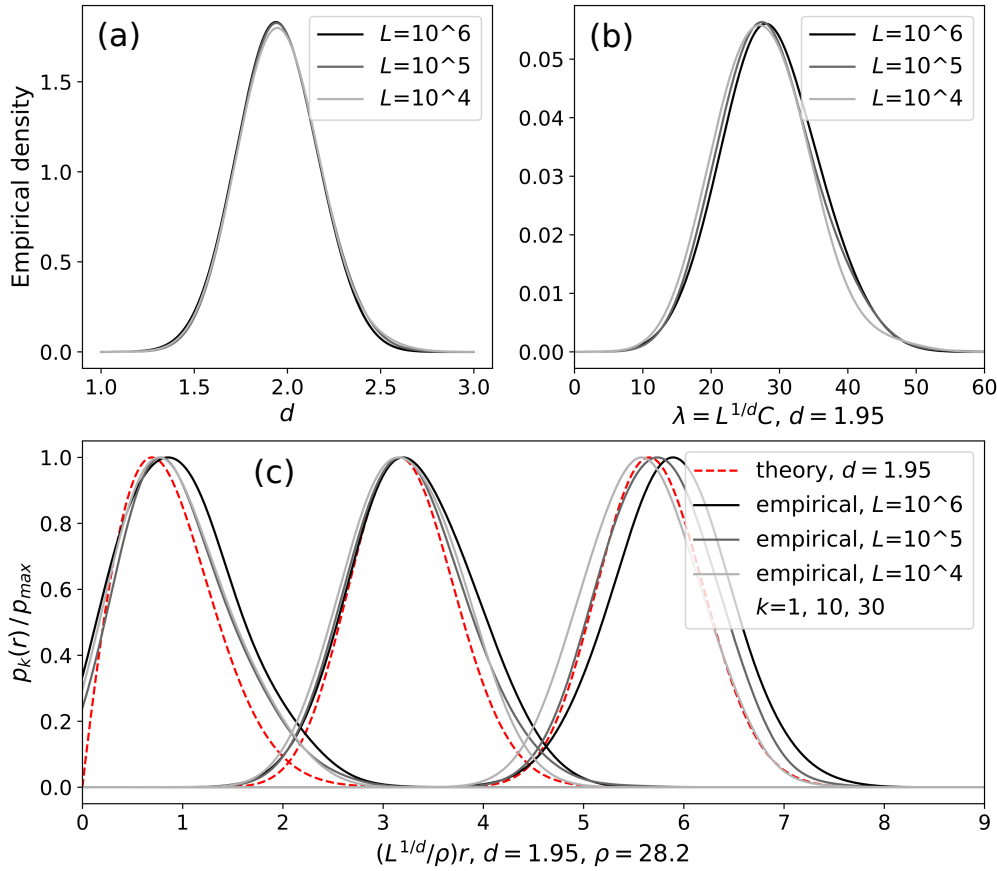 (a)
L=10^6
L=10^5
L=10^4
Empirical density
1.5
1.0
0.5
0.0
1.0 1.5 2.0 2.5 3.0
d
(b)
L=10^6
L=10^5
L=10^4
0.05
0.04
0.03
0.02
0.01
0.00
0 10 20 30 40 50 60
λ = L^{1/d}C, d = 1.95
(c)
theory, d = 1.95
empirical, L=10^6
empirical, L=10^5
empirical, L=10^4
k=1, 10, 30
p_k(r) / p_{max}
1.0
0.8
0.6
0.4
0.2
0.0
0 1 2 3 4 5 6 7 8 9
(L^{1/d}/ρ)r, d = 1.95, ρ = 28.2